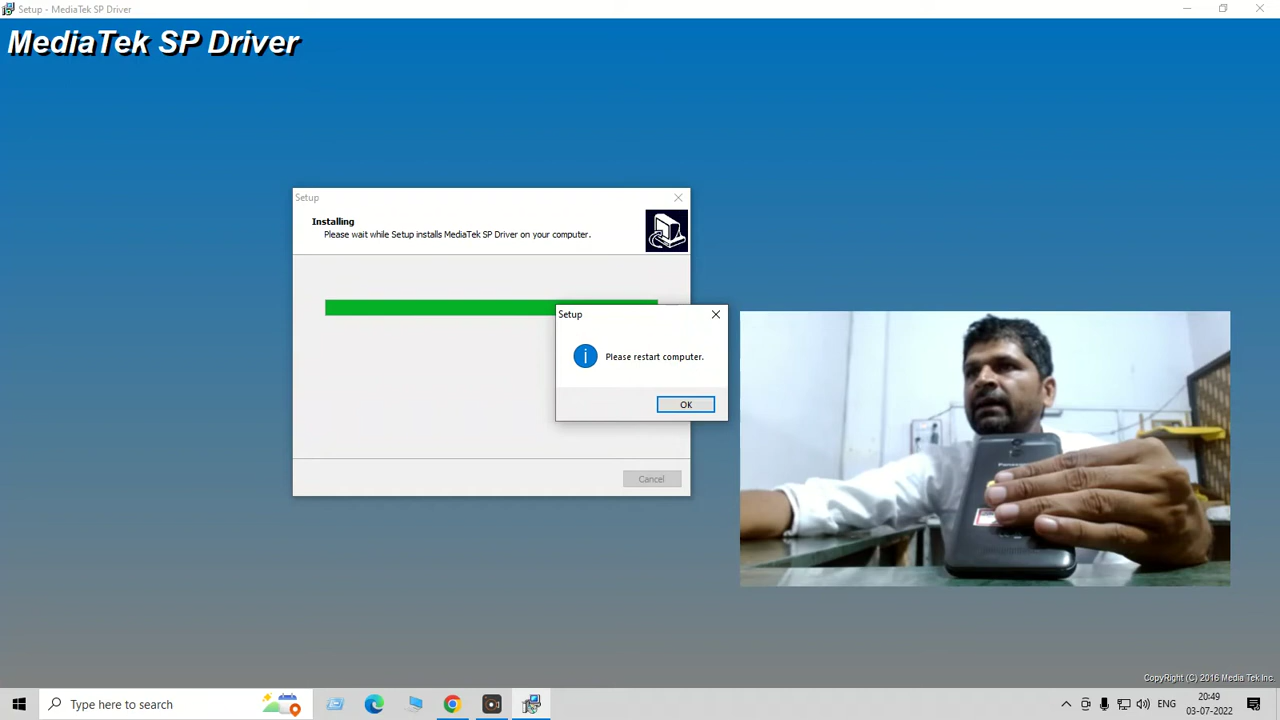 Setup - MediaTek SP Driver
MediaTek SP Driver
Setup
Installing
Please wait while Setup installs MediaTek SP Driver on your computer.
Setup
Please restart computer.
OK
Cancel
CopyRight (C) 2016 Media Tek Inc.
Type here to search
ENG
20:49
03-07-2022